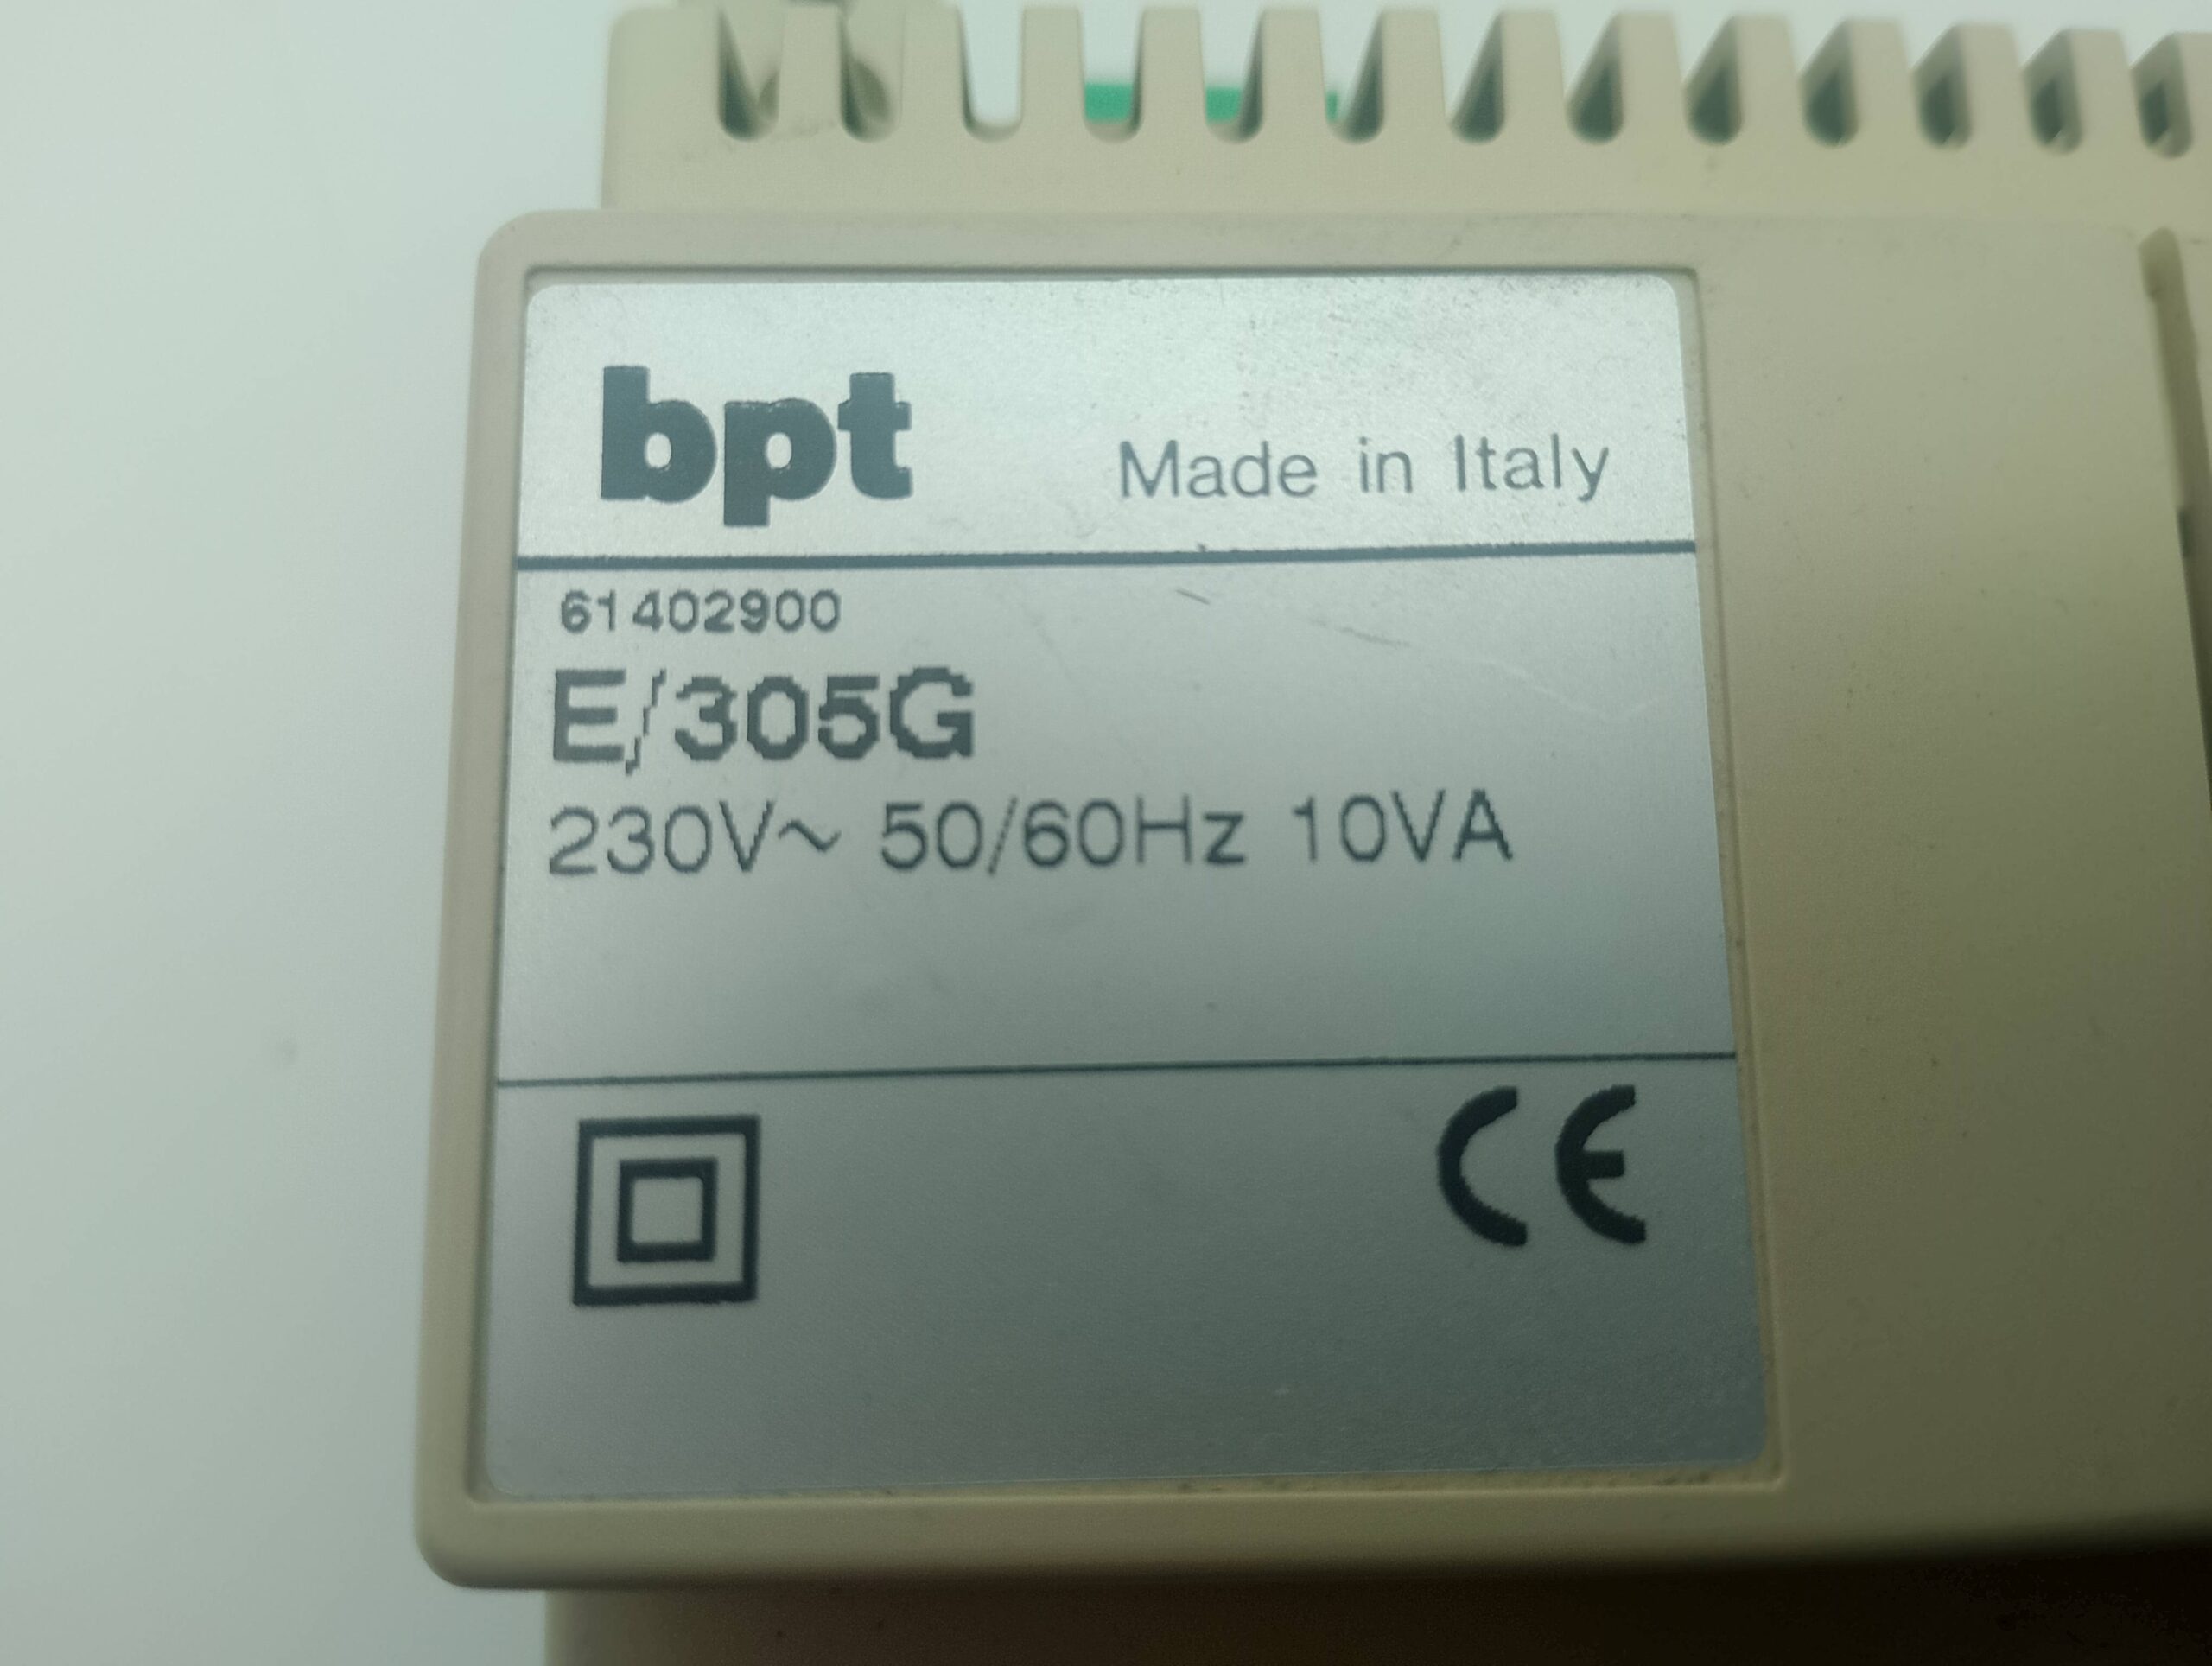 bpt
Made in Italy
61402900
E/305G
230V~ 50/60Hz 10VA
CE